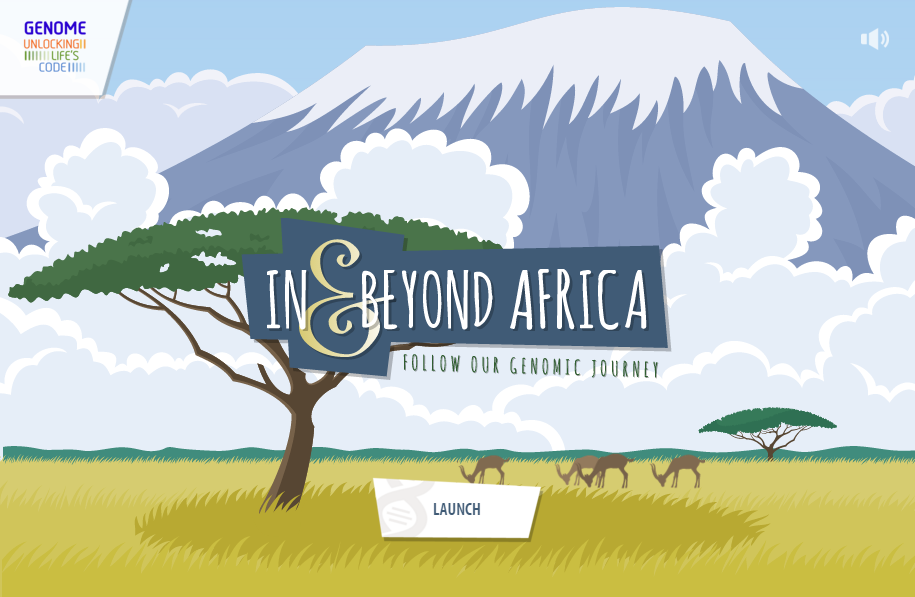 GENOME
UNLOCKING
LIFE'S
CODE
IN & BEYOND AFRICA
FOLLOW OUR GENOMIC JOURNEY
LAUNCH